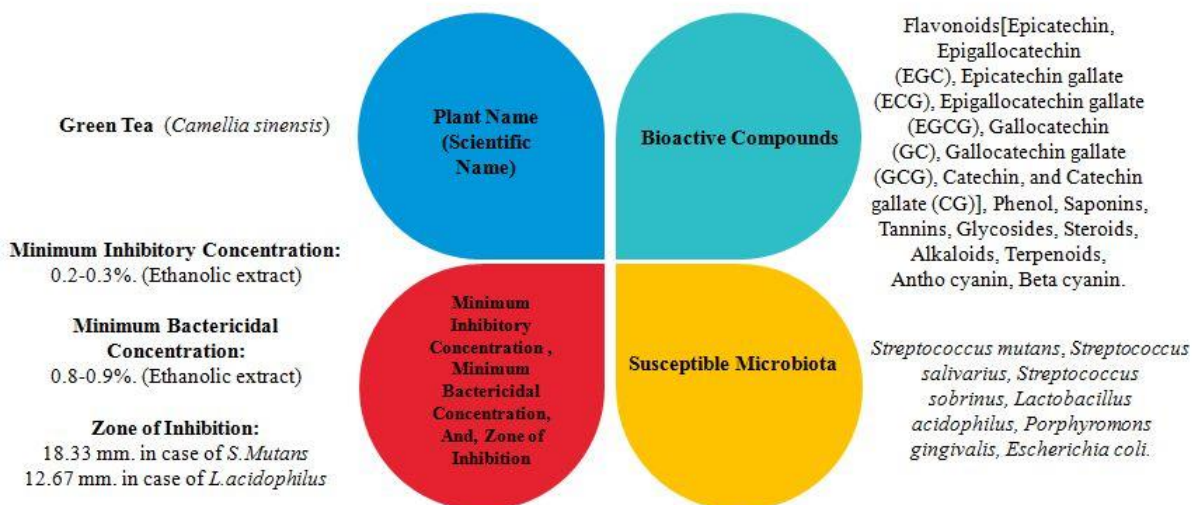 Green Tea (Camellia sinensis)
Plant Name
(Scientific
Name)
Bioactive Compounds
Flavonoids[Epicatechin,
Epigallocatechin
(EGC), Epicatechin gallate
(ECG), Epigallocatechin gallate
(EGCG), Gallocatechin
(GC), Gallocatechin gallate
(GCG), Catechin, and Catechin
gallate (CG)], Phenol, Saponins,
Tannins, Glycosides, Steroids,
Alkaloids, Terpenoids,
Antho cyanin, Beta cyanin.
Minimum Inhibitory Concentration:
0.2-0.3%. (Ethanolic extract)
Minimum Bactericidal
Concentration:
0.8-0.9%. (Ethanolic extract)
Zone of Inhibition:
18.33 mm. in case of S.Mutans
12.67 mm. in case of L.acidophilus
Minimum
Inhibitory
Concentration ,
Minimum
Bactericidal
Concentration,
And, Zone of
Inhibition
Susceptible Microbiota
Streptococcus mutans, Streptococcus
salivarius, Streptococcus
sobrinus, Lactobacillus
acidophilus, Porphyromons
gingivalis, Escherichia coli.